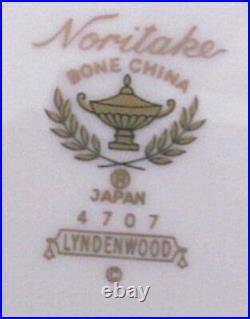 Noritake
BONE CHINA
®
JAPAN
4707
LYNDENWOOD
©